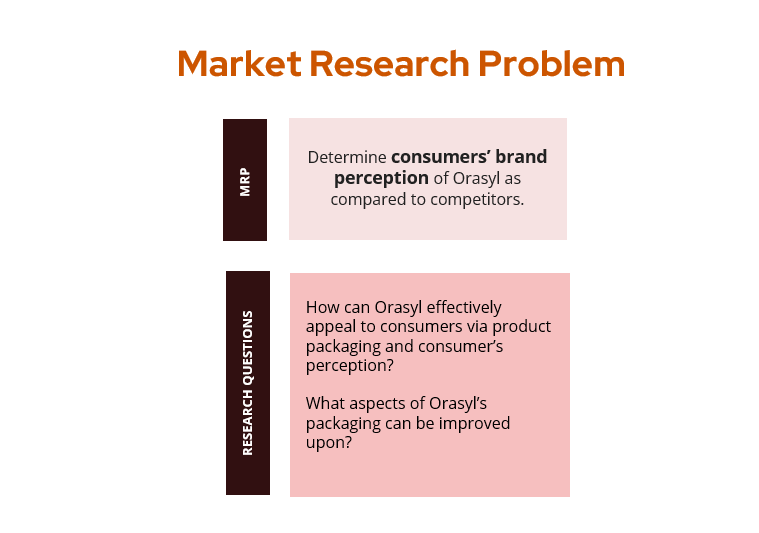 Market Research Problem
MRP
Determine consumers’ brand
perception of Orasyl as
compared to competitors.
RESEARCH QUESTIONS
How can Orasyl effectively
appeal to consumers via product
packaging and consumer’s
perception?
What aspects of Orasyl’s
packaging can be improved
upon?